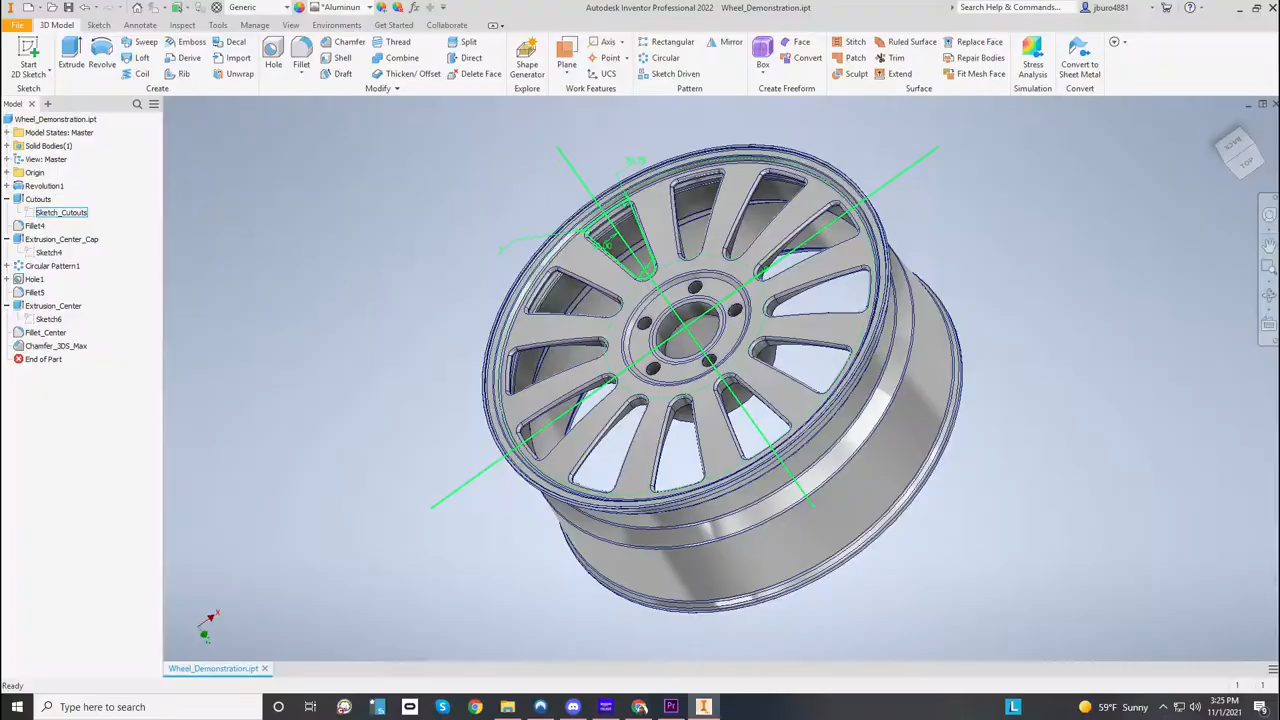 Generic
Aluminun
Autodesk Inventor Professional 2022 Wheel_Demonstration.ipt
Search Help & Commands...
jburo4881
File 3D Model Sketch Annotate Inspect Tools Manage View Environments Get Started Collaborate
Start
2D Sketch
Sketch
Extrude
Revolve
Sweep
Emboss
Decal
Loft
Derive
Import
Coil
Rib
Unwrap
Create
Hole
Fillet
Chamfer
Thread
Split
Shell
Combine
Direct
Draft
Thicken/ Offset
Delete Face
Modify
Shape
Generator
Explore
Plane
Axis
Point
UCS
Work Features
Rectangular
Circular
Sketch Driven
Pattern
Box
Face
Convert
Create Freeform
Stitch
Ruled Surface
Replace Face
Patch
Trim
Repair Bodies
Sculpt
Extend
Fit Mesh Face
Surface
Stress
Analysis
Simulation
Convert to
Sheet Metal
Convert
Model
Wheel_Demonstration.ipt
Model States: Master
Solid Bodies(1)
View: Master
Origin
Revolution1
Cutouts
Sketch_Cutouts
Fillet4
Extrusion_Center_Cap
Sketch4
Circular Pattern1
Hole1
Fillet5
Extrusion_Center
Sketch6
Fillet_Center
Chamfer_3DS_Max
End of Part
BACK
TOP
X
Wheel_Demonstration.ipt
Ready
1 1
Type here to search
59°F Sunny
3:25 PM
11/1/2021